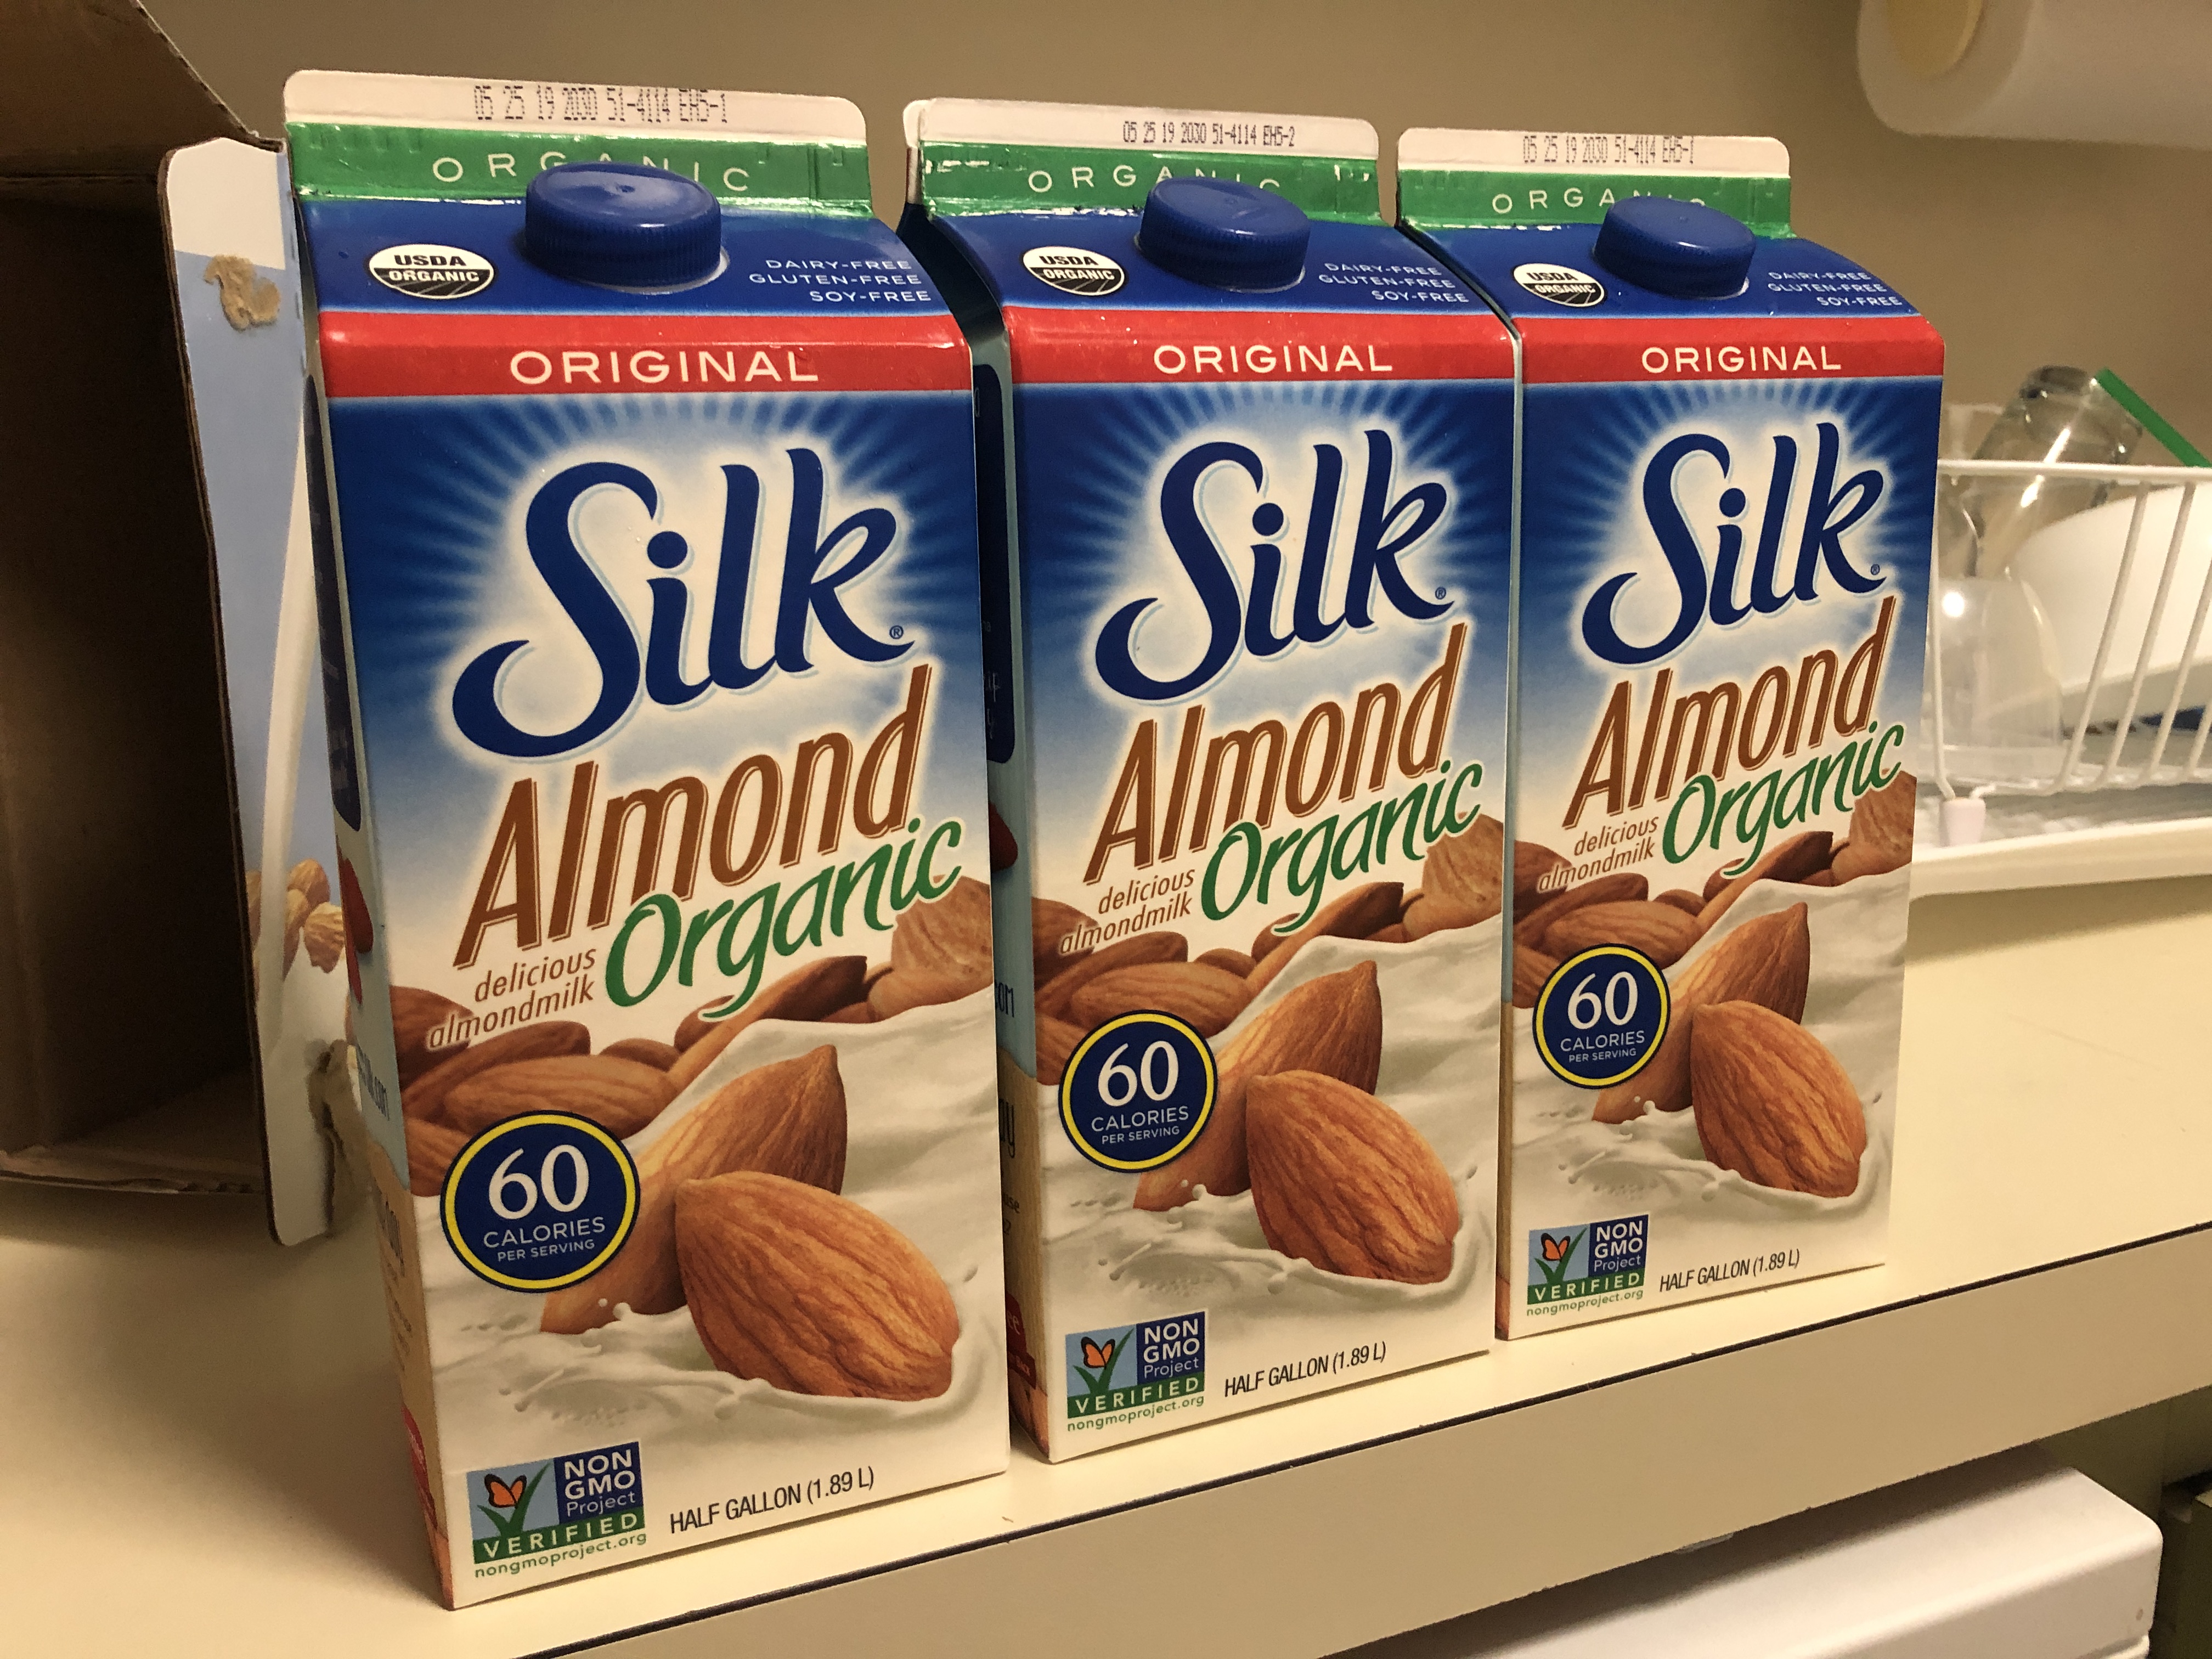 05 25 19 2030 51-4114 EH5-1
ORGANIC
USDA
ORGANIC
DAIRY-FREE
GLUTEN-FREE
SOY-FREE
ORIGINAL
Silk®
Almond
Organic
delicious
almondmilk
60
CALORIES
PER SERVING
NON
GMO
Project
VERIFIED
nongmoproject.org
HALF GALLON (1.89 L)
05 25 19 2030 51-4114 EH5-2
ORGANIC
USDA
ORGANIC
DAIRY-FREE
GLUTEN-FREE
SOY-FREE
ORIGINAL
Silk®
Almond
Organic
delicious
almondmilk
60
CALORIES
PER SERVING
NON
GMO
Project
VERIFIED
nongmoproject.org
HALF GALLON (1.89 L)
05 25 19 2030 51-4114 EH5-1
ORGANIC
USDA
ORGANIC
DAIRY-FREE
GLUTEN-FREE
SOY-FREE
ORIGINAL
Silk®
Almond
Organic
delicious
almondmilk
60
CALORIES
PER SERVING
NON
GMO
Project
VERIFIED
nongmoproject.org
HALF GALLON (1.89 L)